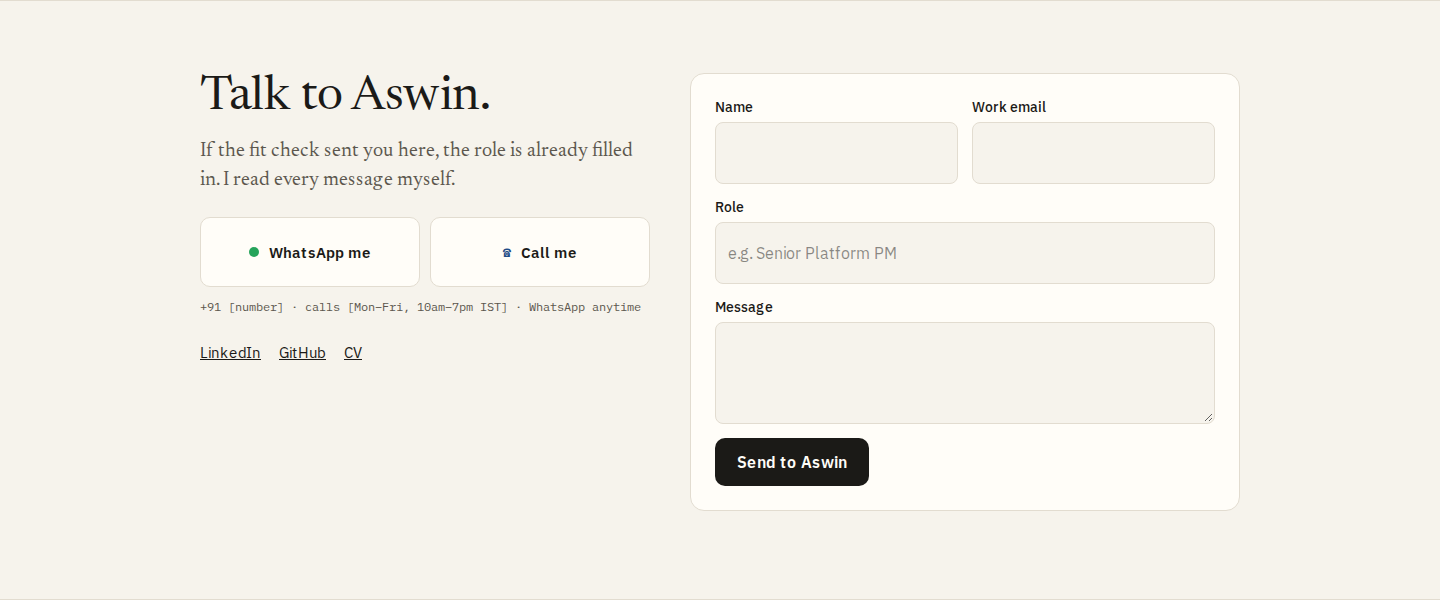 Talk to Aswin.
If the fit check sent you here, the role is already filled
in. I read every message myself.
WhatsApp me
☎ Call me
+91 [number] · calls [Mon–Fri, 10am–7pm IST] · WhatsApp anytime
LinkedIn GitHub CV
Name
Work email
Role
e.g. Senior Platform PM
Message
Send to Aswin